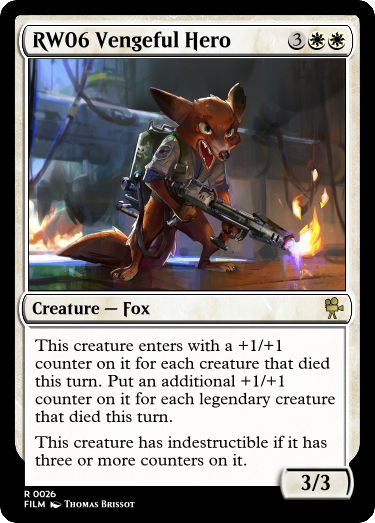 RW06 Vengeful Hero 3
Creature — Fox
This creature enters with a +1/+1
counter on it for each creature that died
this turn. Put an additional +1/+1
counter on it for each legendary creature
that died this turn.
This creature has indestructible if it has
three or more counters on it.
3/3
R 0026
FILM Thomas Brissot